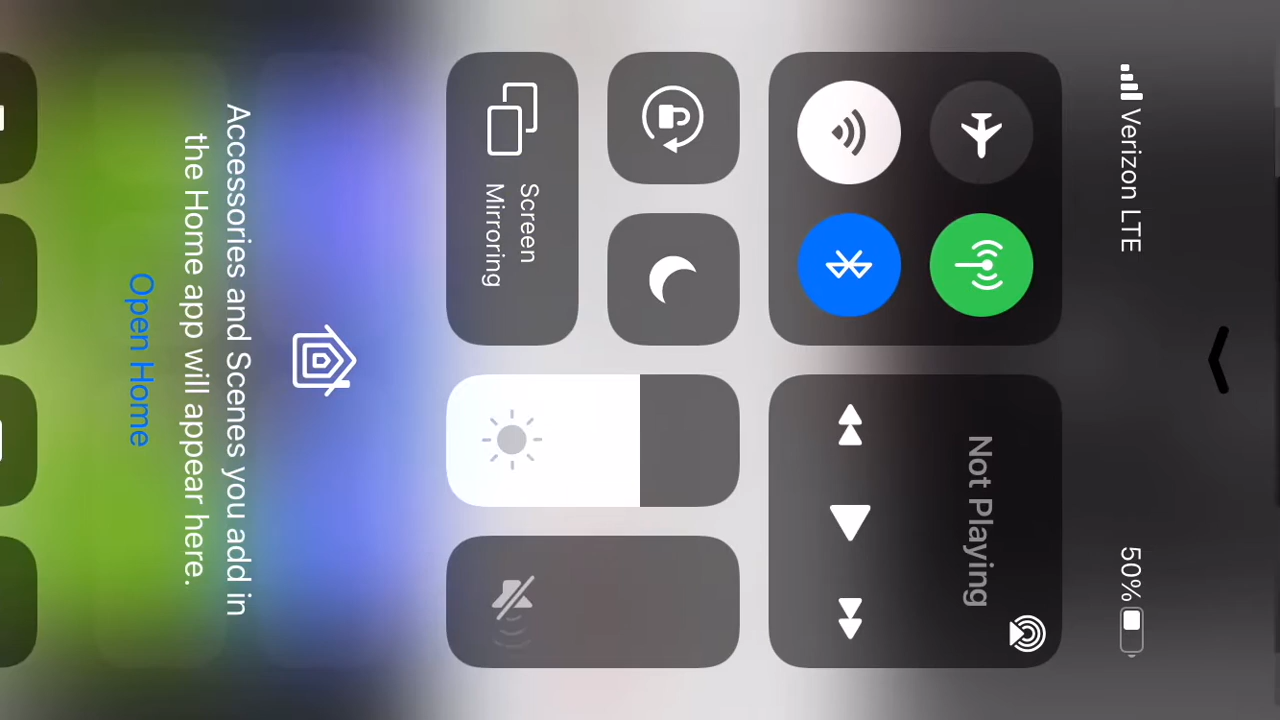 Verizon LTE
50%
Not Playing
Screen
Mirroring
Accessories and Scenes you add in
the Home app will appear here.
Open Home